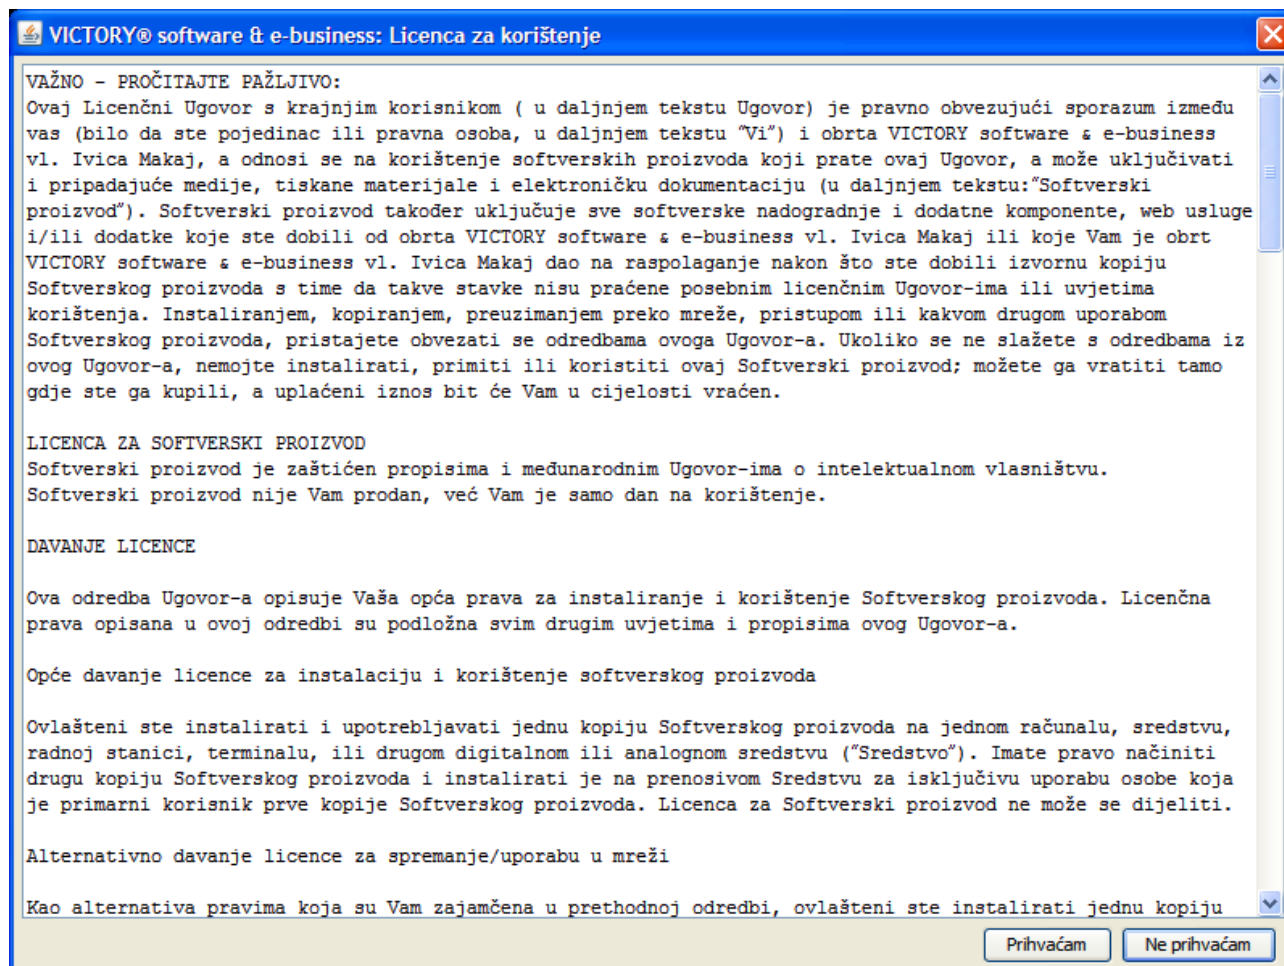 VICTORY® software & e-business: Licenca za korištenje
VAŽNO - PROČITAJTE PAŽLJIVO:
Ovaj Licenčni Ugovor s krajnjim korisnikom ( u daljnjem tekstu Ugovor) je pravno obvezujući sporazum između
vas (bilo da ste pojedinac ili pravna osoba, u daljnjem tekstu "Vi") i obrta VICTORY software & e-business
vl. Ivica Makaj, a odnosi se na korištenje softverskih proizvoda koji prate ovaj Ugovor, a može uključivati
i pripadajuće medije, tiskane materijale i elektroničku dokumentaciju (u daljnjem tekstu:"Softverski
proizvod"). Softverski proizvod također uključuje sve softverske nadogradnje i dodatne komponente, web usluge
i/ili dodatke koje ste dobili od obrta VICTORY software & e-business vl. Ivica Makaj ili koje Vam je obrt
VICTORY software & e-business vl. Ivica Makaj dao na raspolaganje nakon što ste dobili izvornu kopiju
Softverskog proizvoda s time da takve stavke nisu praćene posebnim licenčnim Ugovor-ima ili uvjetima
korištenja. Instaliranjem, kopiranjem, preuzimanjem preko mreže, pristupom ili kakvom drugom uporabom
Softverskog proizvoda, pristajete obvezati se odredbama ovoga Ugovor-a. Ukoliko se ne slažete s odredbama iz
ovog Ugovor-a, nemojte instalirati, primiti ili koristiti ovaj Softverski proizvod; možete ga vratiti tamo
gdje ste ga kupili, a uplaćeni iznos bit će Vam u cijelosti vraćen.
LICENCA ZA SOFTVERSKI PROIZVOD
Softverski proizvod je zaštićen propisima i međunarodnim Ugovor-ima o intelektualnom vlasništvu.
Softverski proizvod nije Vam prodan, već Vam je samo dan na korištenje.
DAVANJE LICENCE
Ova odredba Ugovor-a opisuje Vaša opća prava za instaliranje i korištenje Softverskog proizvoda. Licenčna
prava opisana u ovoj odredbi su podložna svim drugim uvjetima i propisima ovog Ugovor-a.
Opće davanje licence za instalaciju i korištenje softverskog proizvoda
Ovlašteni ste instalirati i upotrebljavati jednu kopiju Softverskog proizvoda na jednom računalu, sredstvu,
radnoj stanici, terminalu, ili drugom digitalnom ili analognom sredstvu ("Sredstvo"). Imate pravo načiniti
drugu kopiju Softverskog proizvoda i instalirati je na prenosivom Sredstvu za isključivu uporabu osobe koja
je primarni korisnik prve kopije Softverskog proizvoda. Licenca za Softverski proizvod ne može se dijeliti.
Alternativno davanje licence za spremanje/uporabu u mreži
Kao alternativa pravima koja su Vam zajamčena u prethodnoj odredbi, ovlašteni ste instalirati jednu kopiju
Prihvaćam
Ne prihvaćam